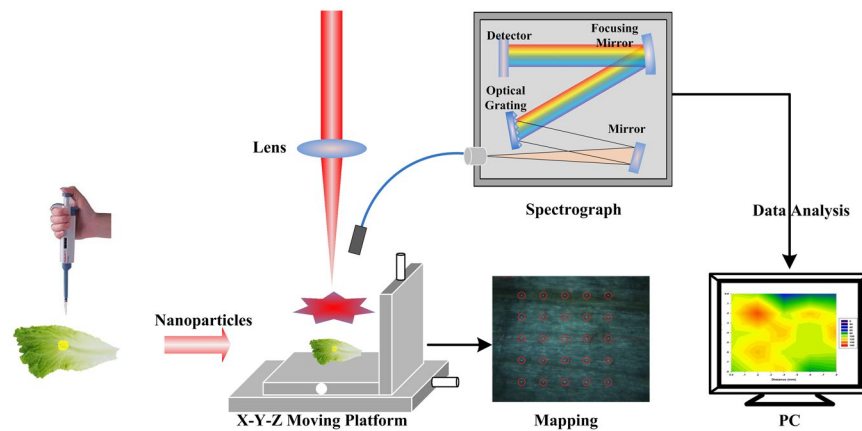 Detector
Focusing
Mirror
Optical
Grating
Mirror
Lens
Spectrograph
Data Analysis
Nanoparticles
X-Y-Z Moving Platform
Mapping
PC